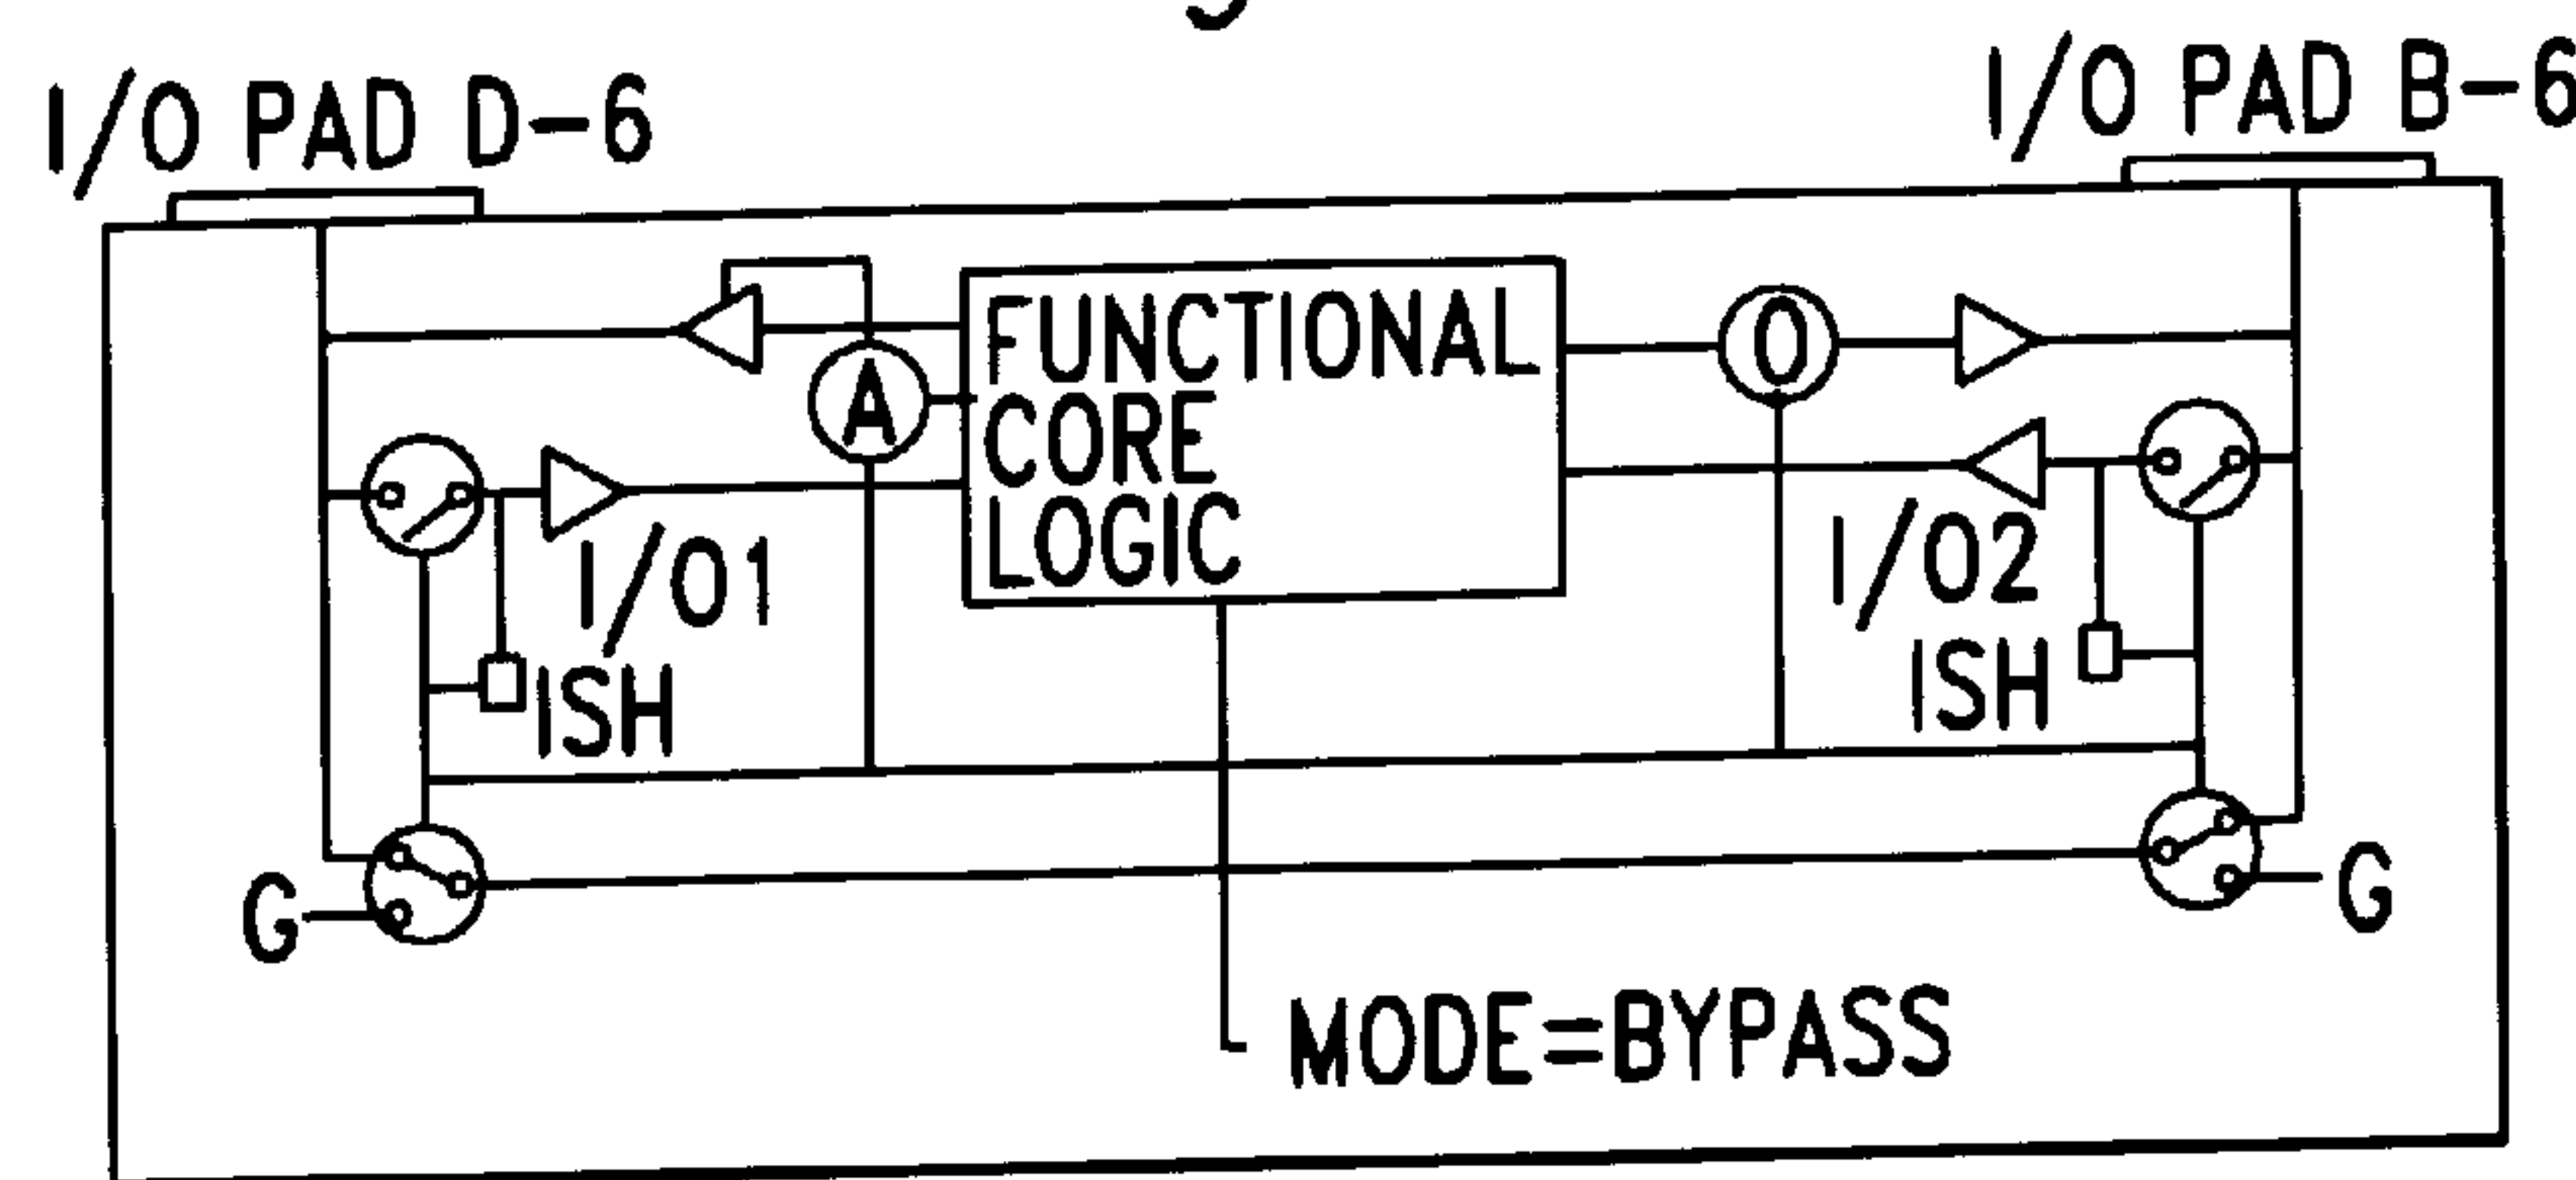 I/O PAD D-6
I/O PAD B-6
FUNCTIONAL
CORE
LOGIC
A
O
I/O1
ISH
I/O2
ISH
G
G
MODE=BYPASS